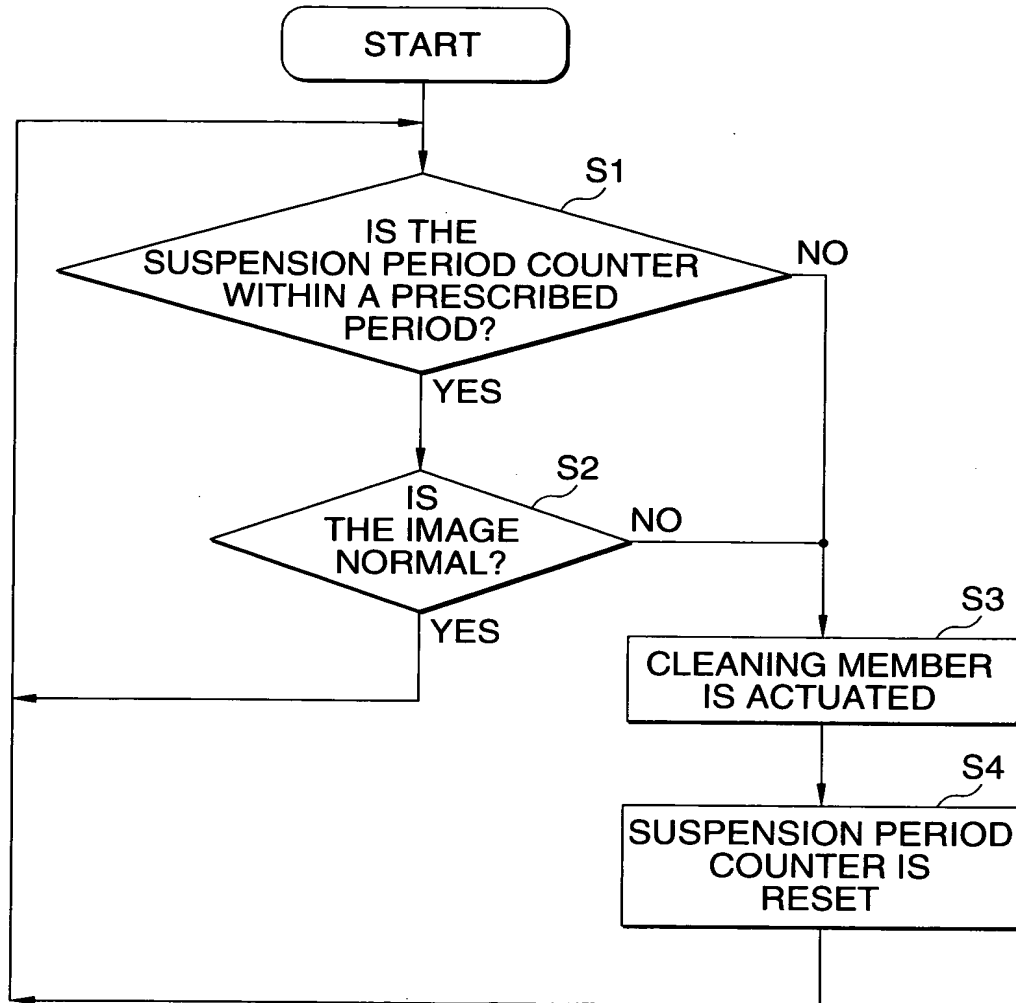 START
S1
IS THE
SUSPENSION PERIOD COUNTER
WITHIN A PRESCRIBED
PERIOD?
NO
YES
S2
IS
THE IMAGE
NORMAL?
NO
YES
S3
CLEANING MEMBER
IS ACTUATED
S4
SUSPENSION PERIOD
COUNTER IS
RESET